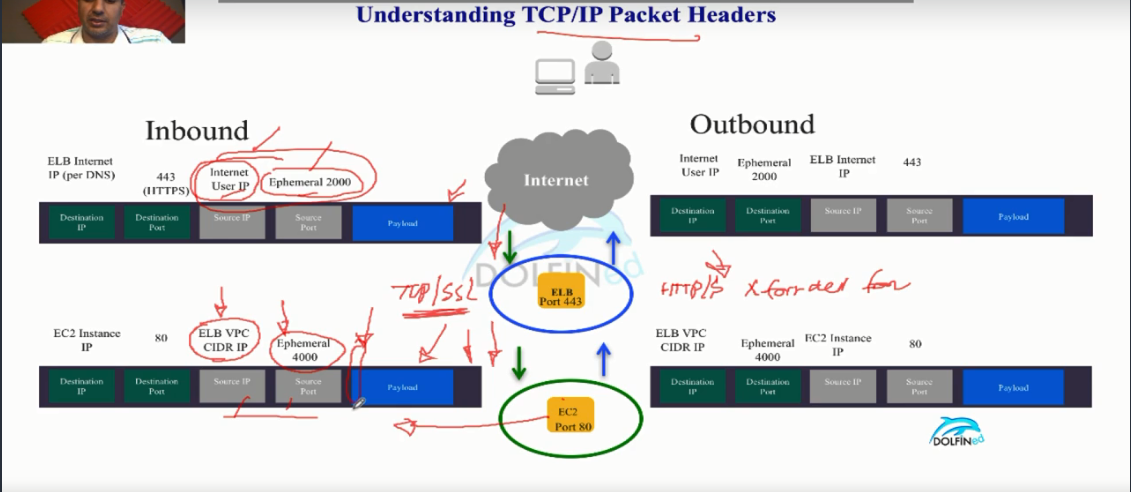 Understanding TCP/IP Packet Headers
Inbound
Outbound
Internet
ELB Internet
IP (per DNS)
443
(HTTPS)
Internet
User IP
Ephemeral 2000
Destination
IP
Destination
Port
Source IP
Source
Port
Payload
Internet
User IP
Ephemeral
2000
ELB Internet
IP
443
Destination
IP
Destination
Port
Source IP
Source
Port
Payload
DOLFINed
TCP/SSL
ELB
Port 443
HTTP/S
EC2 Instance
IP
80
ELB VPC
CIDR IP
Ephemeral
4000
Destination
IP
Destination
Port
Source IP
Source
Port
Payload
ELB VPC
CIDR IP
Ephemeral
4000
EC2 Instance
IP
80
Destination
IP
Destination
Port
Source IP
Source
Port
Payload
EC2
Port 80
DOLFINed